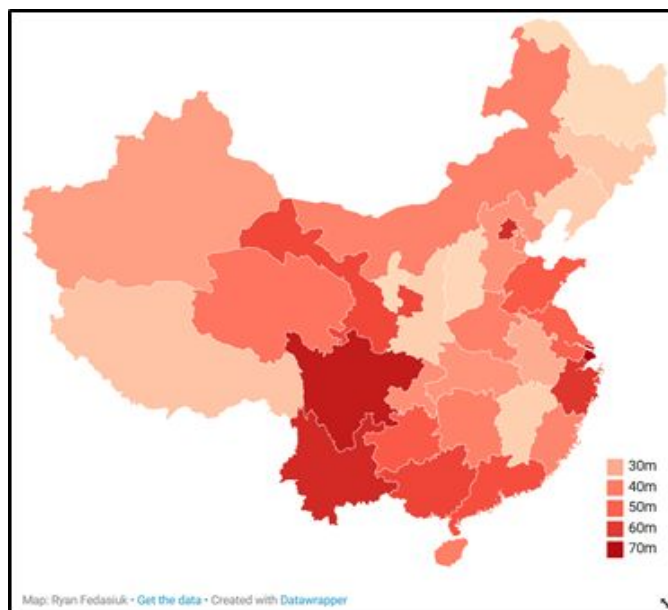 30m
40m
50m
60m
70m
Map: Ryan Fedasiuk • Get the data • Created with Datawrapper